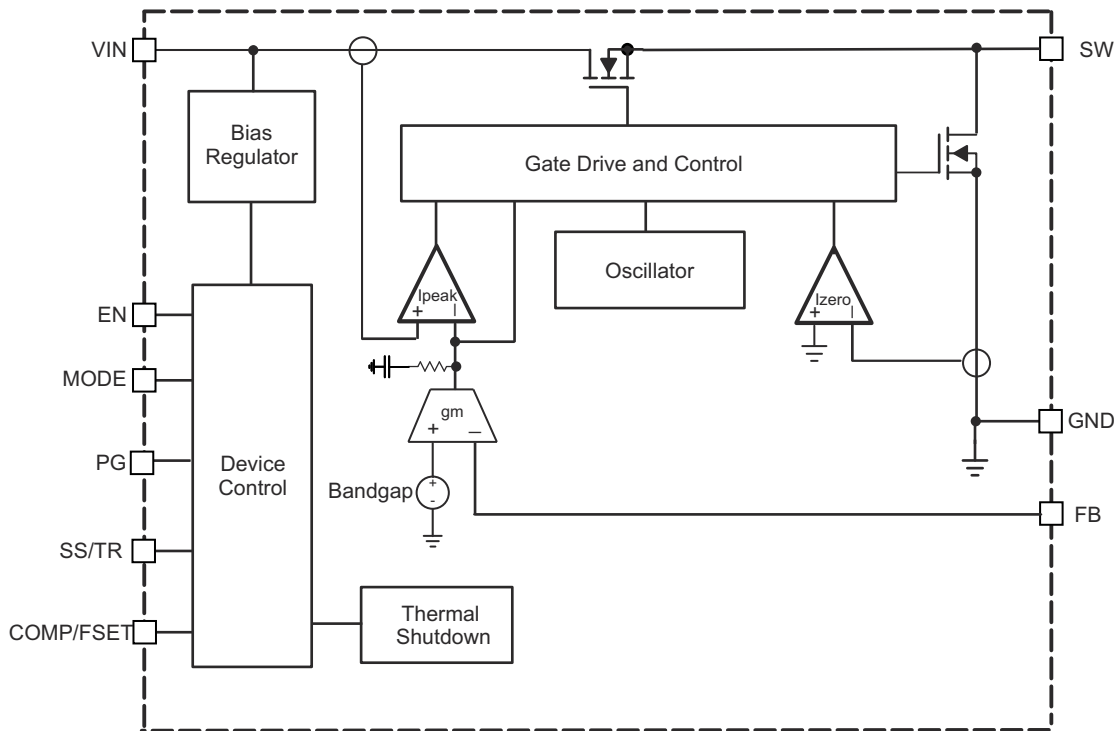 VIN
SW
Bias
Regulator
Gate Drive and Control
Oscillator
Ipeak
+ –
Izero
+ –
EN
MODE
gm
+ –
GND
PG
Device
Control
Bandgap
+
-
FB
SS/TR
Thermal
Shutdown
COMP/FSET